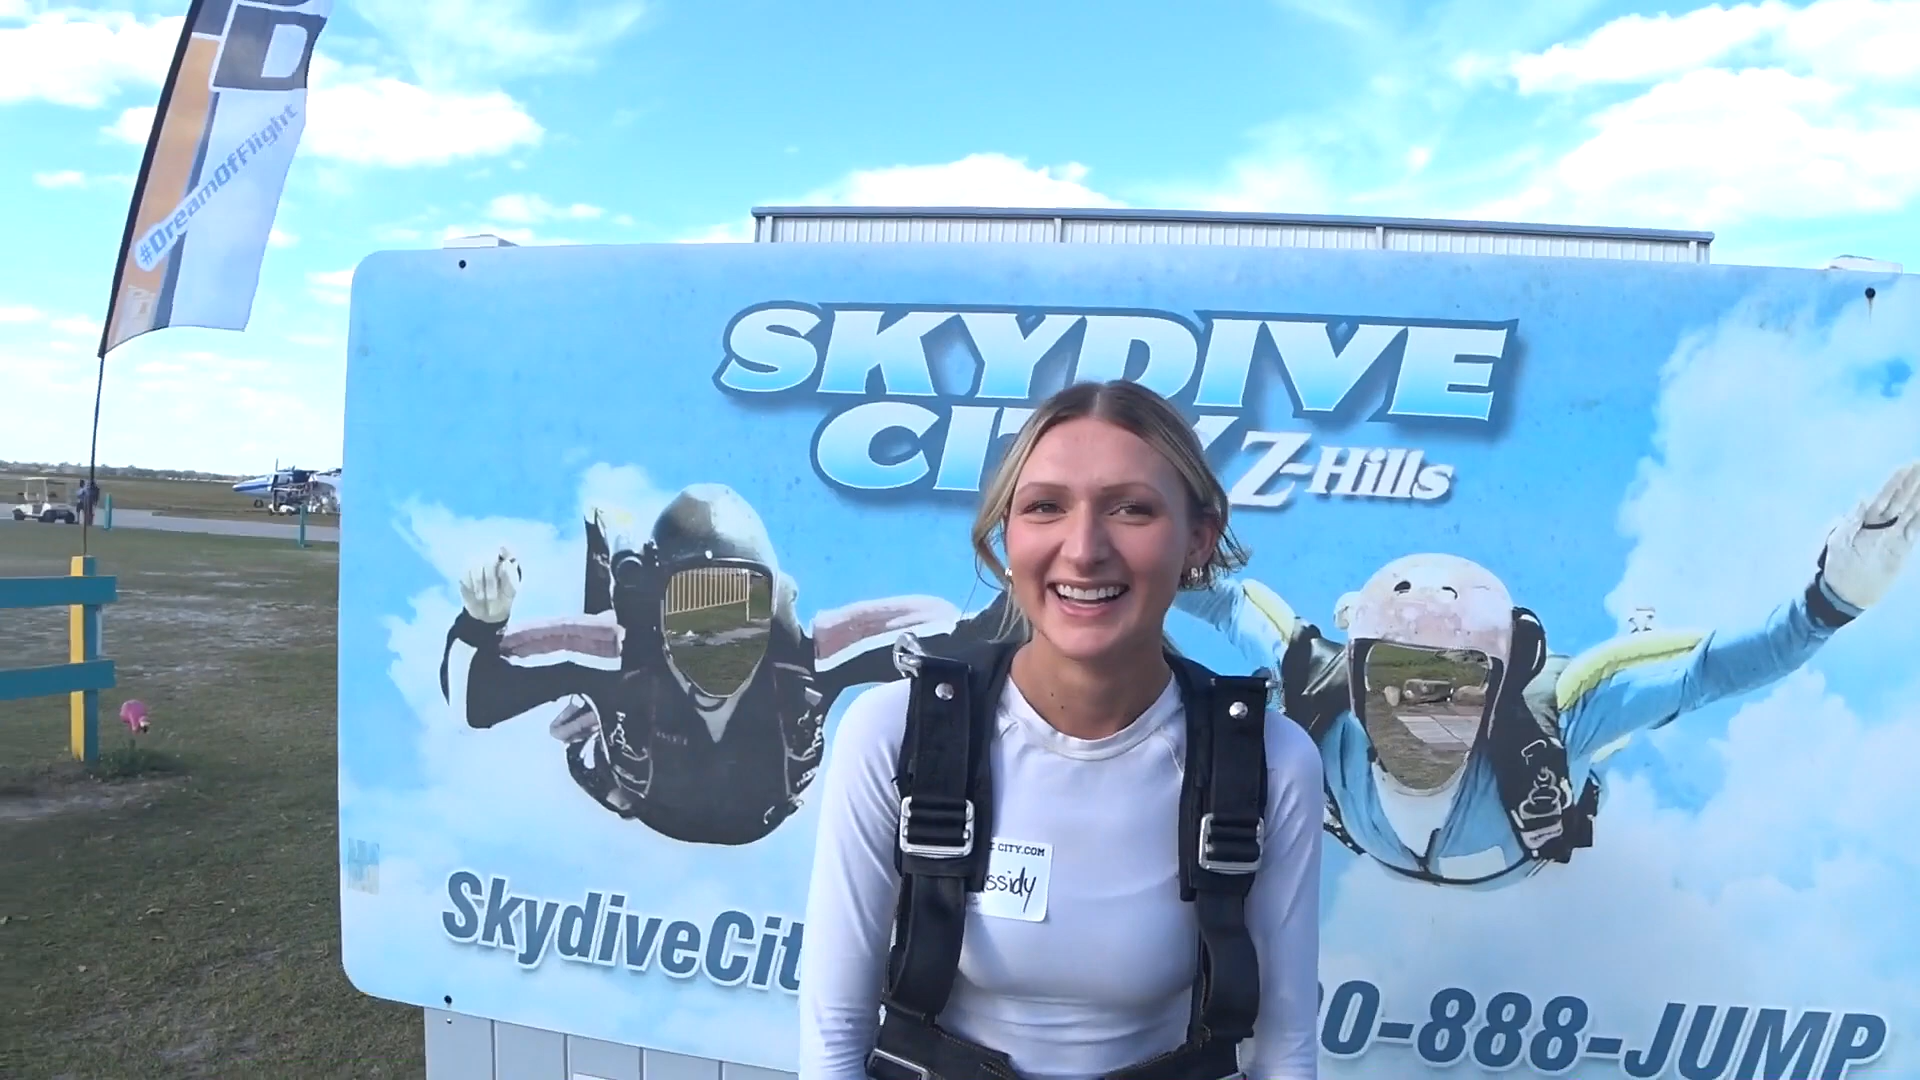 D
#DreamOfFlight
SKYDIVE
CITY Z-Hills
CITY.COM
ssidy
SkydiveCit
0-888-JUMP